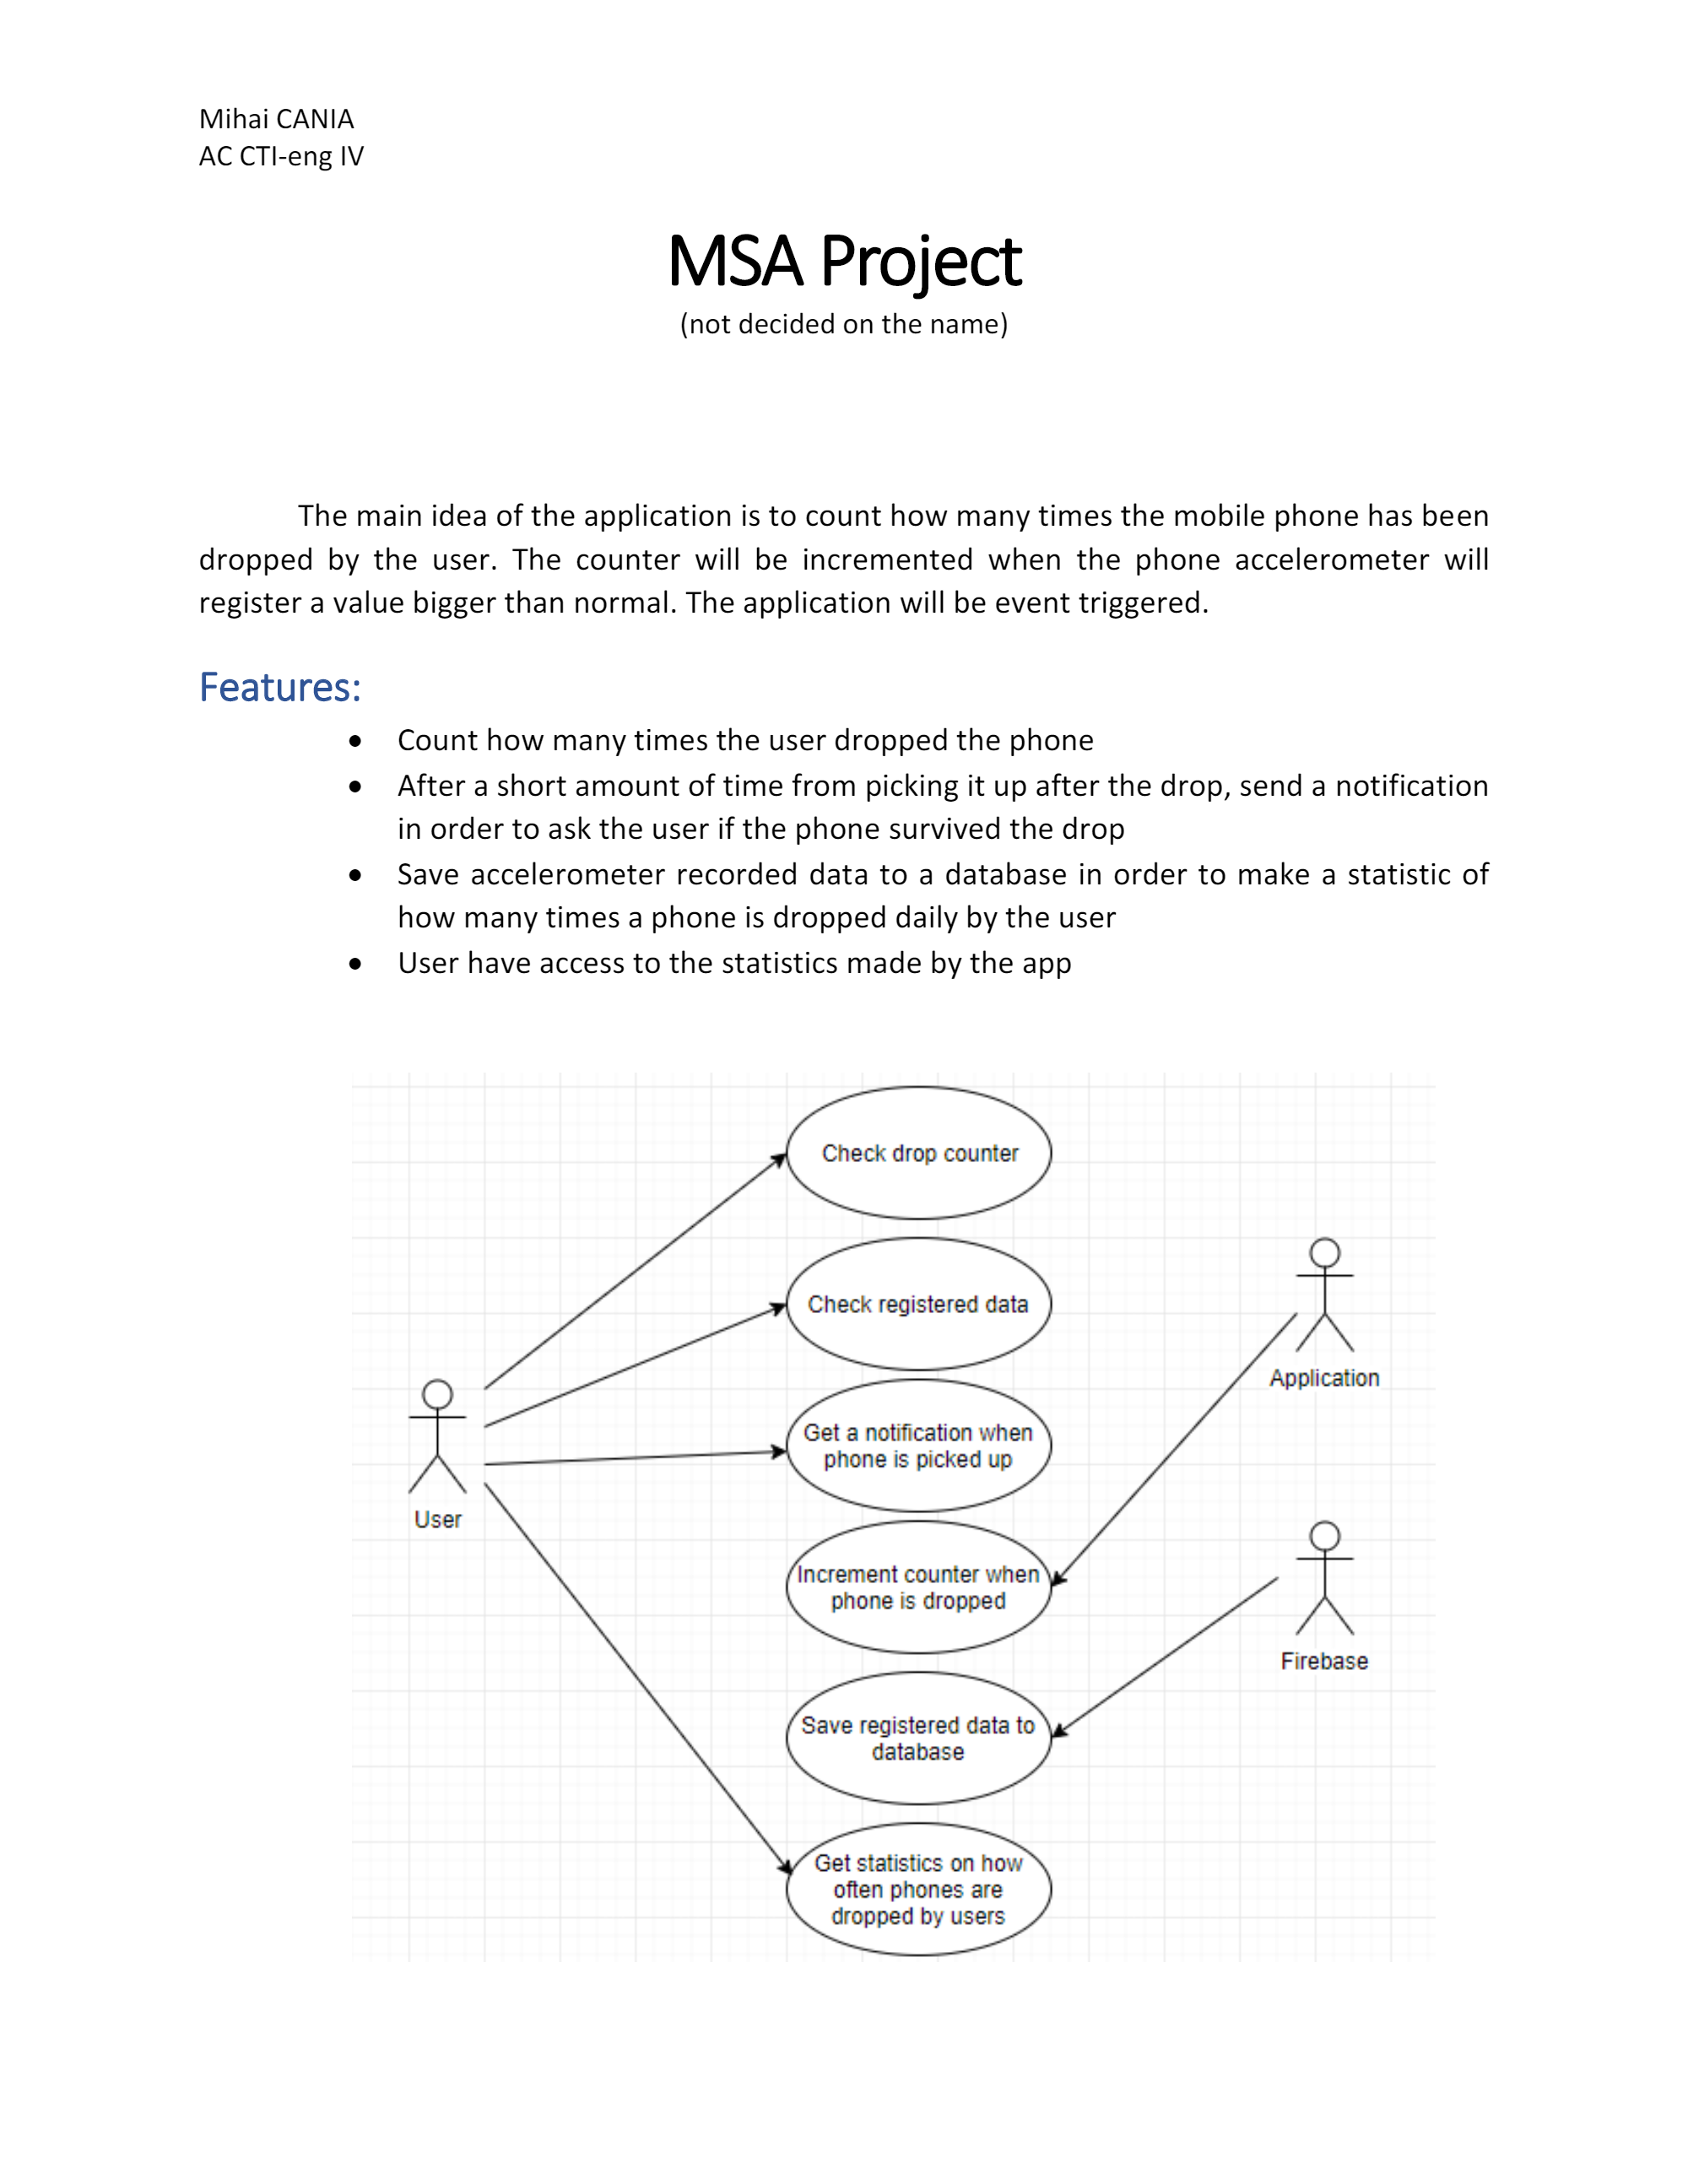 Mihai CANIA
AC CTI-eng IV
MSA Project
(not decided on the name)
The main idea of the application is to count how many times the mobile phone has been
dropped by the user. The counter will be incremented when the phone accelerometer will
register a value bigger than normal. The application will be event triggered.
Features:
• Count how many times the user dropped the phone
• After a short amount of time from picking it up after the drop, send a notification
in order to ask the user if the phone survived the drop
• Save accelerometer recorded data to a database in order to make a statistic of
how many times a phone is dropped daily by the user
• User have access to the statistics made by the app
Check drop counter
Check registered data
Application
Get a notification when
phone is picked up
User
Increment counter when
phone is dropped
Firebase
Save registered data to
database
Get statistics on how
often phones are
dropped by users